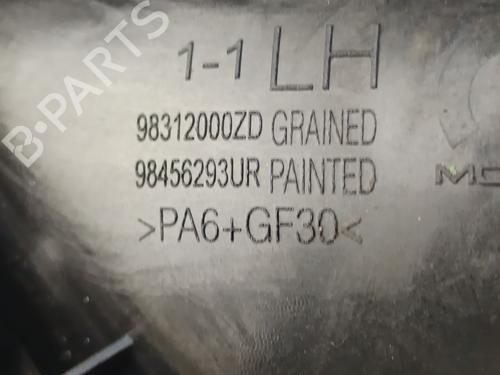 B-PARTS
1-1 LH
98312000ZD GRAINED
98456293UR PAINTED
>PA6+GF30<